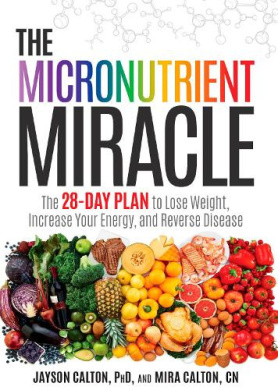 THE
MICRONUTRIENT
MIRACLE
The 28-DAY PLAN to Lose Weight,
Increase Your Energy, and Reverse Disease
JAYSON CALTON, PhD, AND MIRA CALTON, CN